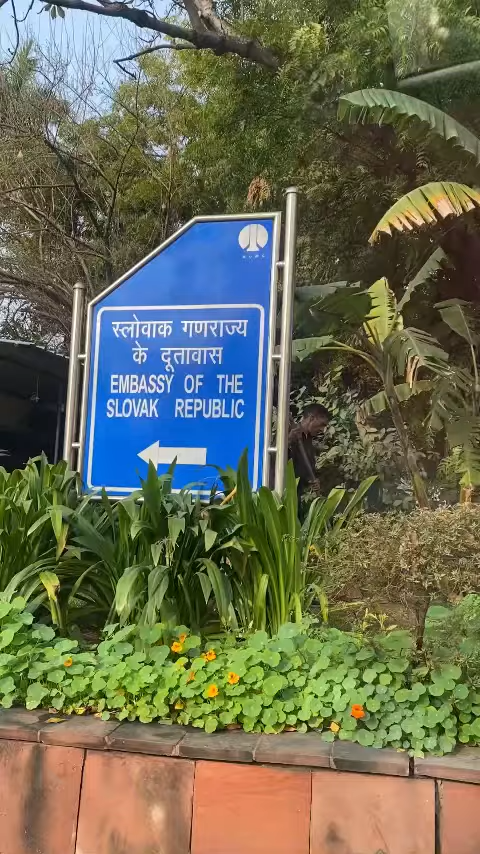 स्लोवाक गणराज्य
के दूतावास
EMBASSY OF THE
SLOVAK REPUBLIC